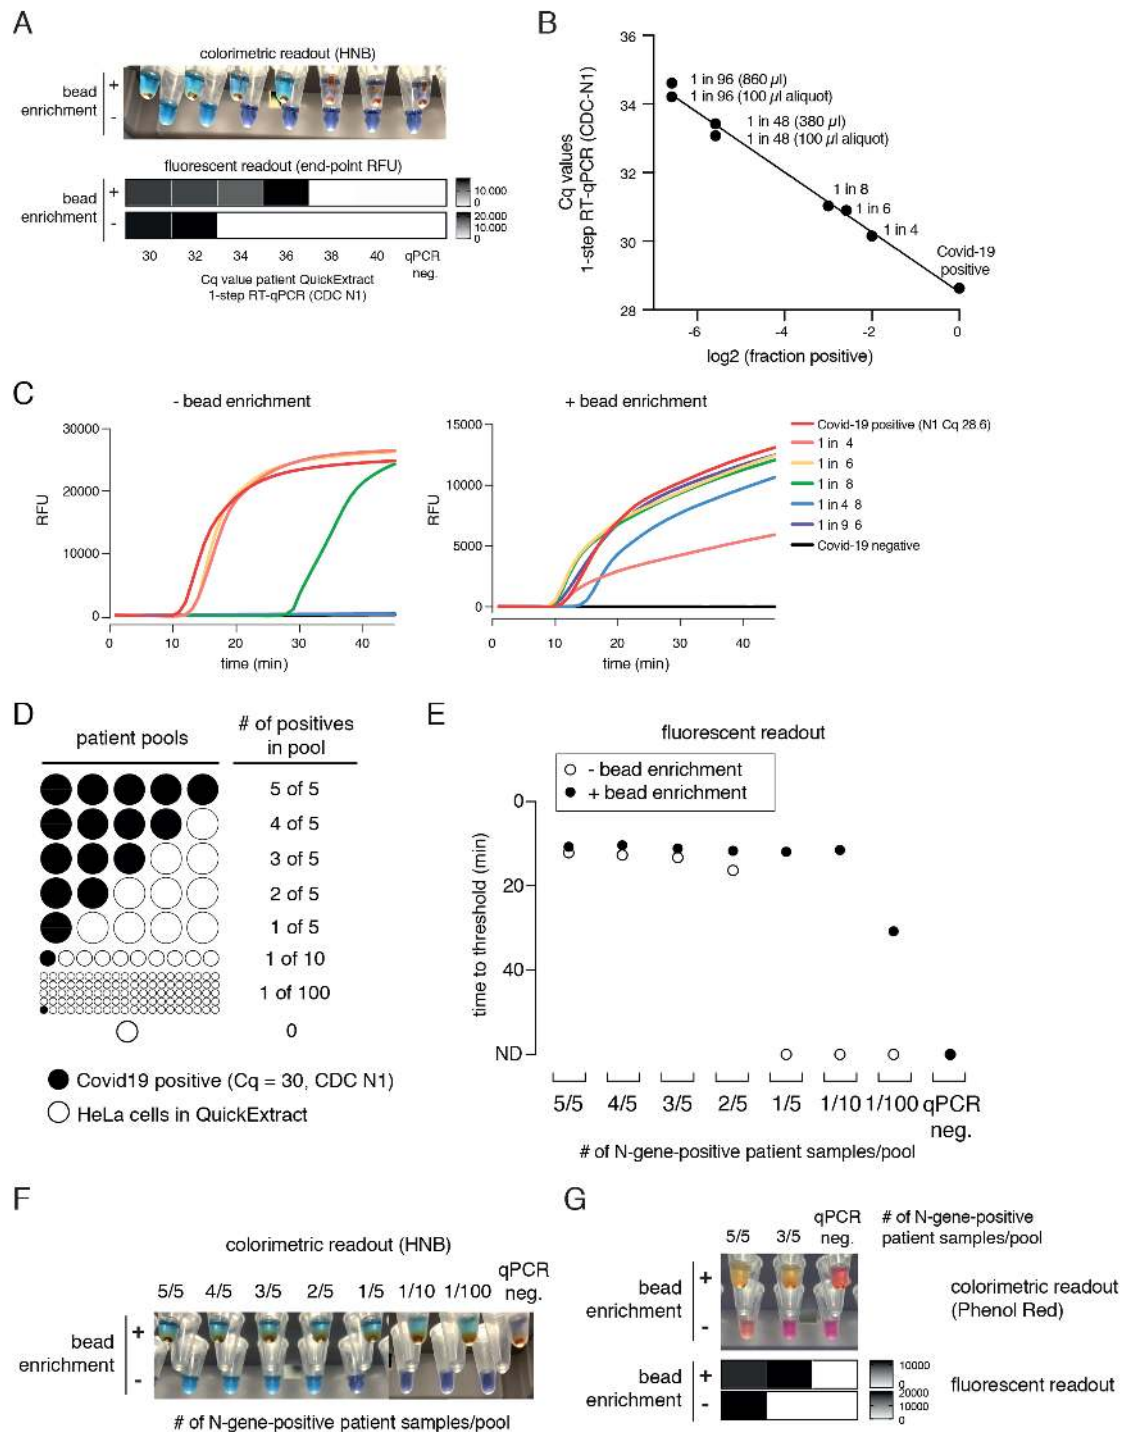 A
colorimetric readout (HNB)
bead
enrichment
+
-
fluorescent readout (end-point RFU)
bead
enrichment
+
-
10.000
0
20.000
10.000
0
30 32 34 36 38 40 qPCR
neg.
Cq value patient QuickExtract
1-step RT-qPCR (CDC N1)
B
Cq values
1-step RT-qPCR (CDC-N1)
36
34
32
30
28
1 in 96 (860 µl)
1 in 96 (100 µl aliquot)
1 in 48 (380 µl)
1 in 48 (100 µl aliquot)
1 in 8
1 in 6
1 in 4
Covid-19
positive
-6 -4 -2 0
log2 (fraction positive)
C
- bead enrichment
RFU
30000
20000
10000
0
0 10 20 30 40
time (min)
+ bead enrichment
RFU
15000
10000
5000
0
0 10 20 30 40
time (min)
Covid-19 positive (N1 Cq 28.6)
1 in 4
1 in 6
1 in 8
1 in 4 8
1 in 9 6
Covid-19 negative
D
patient pools
# of positives
in pool
5 of 5
4 of 5
3 of 5
2 of 5
1 of 5
1 of 10
1 of 100
0
Covid19 positive (Cq = 30, CDC N1)
HeLa cells in QuickExtract
E
fluorescent readout
- bead enrichment
+ bead enrichment
time to threshold (min)
0
20
40
ND
5/5 4/5 3/5 2/5 1/5 1/10 1/100 qPCR
neg.
# of N-gene-positive patient samples/pool
F
colorimetric readout (HNB)
5/5 4/5 3/5 2/5 1/5 1/10 1/100 qPCR
neg.
bead
enrichment
+
-
# of N-gene-positive patient samples/pool
G
5/5 3/5 qPCR
neg.
# of N-gene-positive
patient samples/pool
bead
enrichment
+
-
colorimetric readout
(Phenol Red)
bead
enrichment
+
-
10000
0
20000
10000
0
fluorescent readout